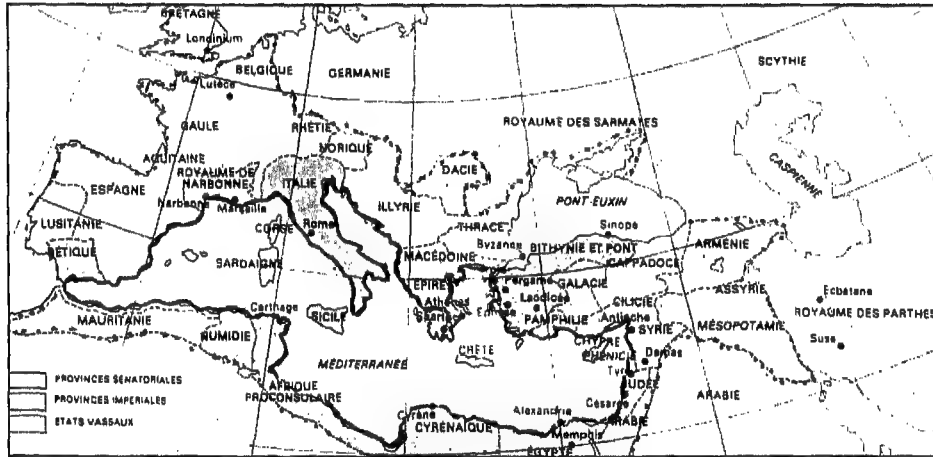 BRETAGNE
Londinium
BELGIQUE
GERMANIE
SCYTHIE
Lutèce
GAULE
RHÉTIE
ROYAUME DES SARMATES
NORIQUE
AQUITAINE
DACIE
CASPIENNE
ROYAUME DE
NARBONNE
ITALIE
ESPAGNE
ILLYRIE
PONT-EUXIN
Narbonne
Marseille
LUSITANIE
CORSE
Rome
THRACE
Sinope
Byzance
BITHYNIE ET PONT
ARMÉNIE
BÉTIQUE
SARDAIGNE
MACÉDOINE
CAPPADOCE
ÉPIRE
Pergame
GALACIE
ASSYRIE
Ecbatane
Athènes
Laodicée
CILICIE
Carthage
SICILE
PAMPHILIE
Antioche
ROYAUME DES PARTHES
MAURITANIE
SYRIE
MÉSOPOTAMIE
NUMIDIE
CHYPRE
Suse
CRÈTE
PHÉNICIE
Damas
MÉDITERRANÉE
Tyr
PROVINCES SÉNATORIALES
JUDÉE
AFRIQUE
PROCONSULAIRE
Césarée
ARABIE
PROVINCES IMPÉRIALES
Cyrène
Alexandrie
CYRÉNAÏQUE
ARABIE
ÉTATS VASSAUX
Memphis
ÉGYPTE